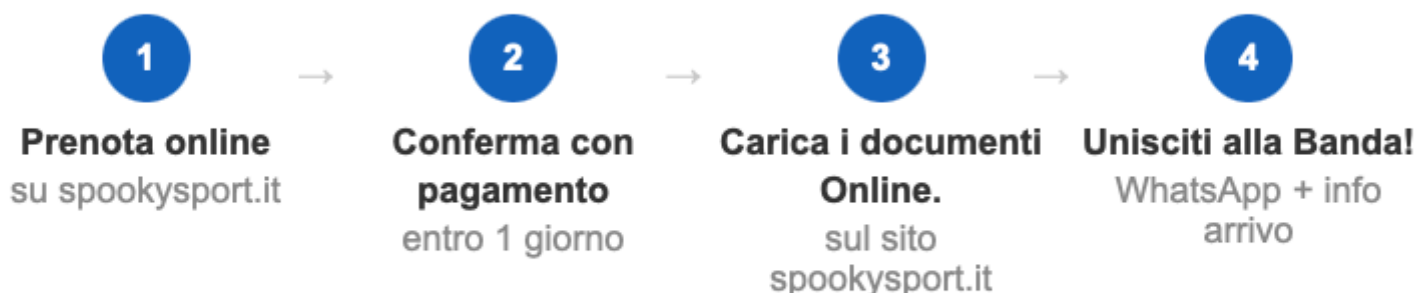 1
→
2
→
3
→
4
Prenota online
su spookysport.it
Conferma con
pagamento
entro 1 giorno
Carica i documenti
Online.
sul sito
spookysport.it
Unisciti alla Banda!
WhatsApp + info
arrivo